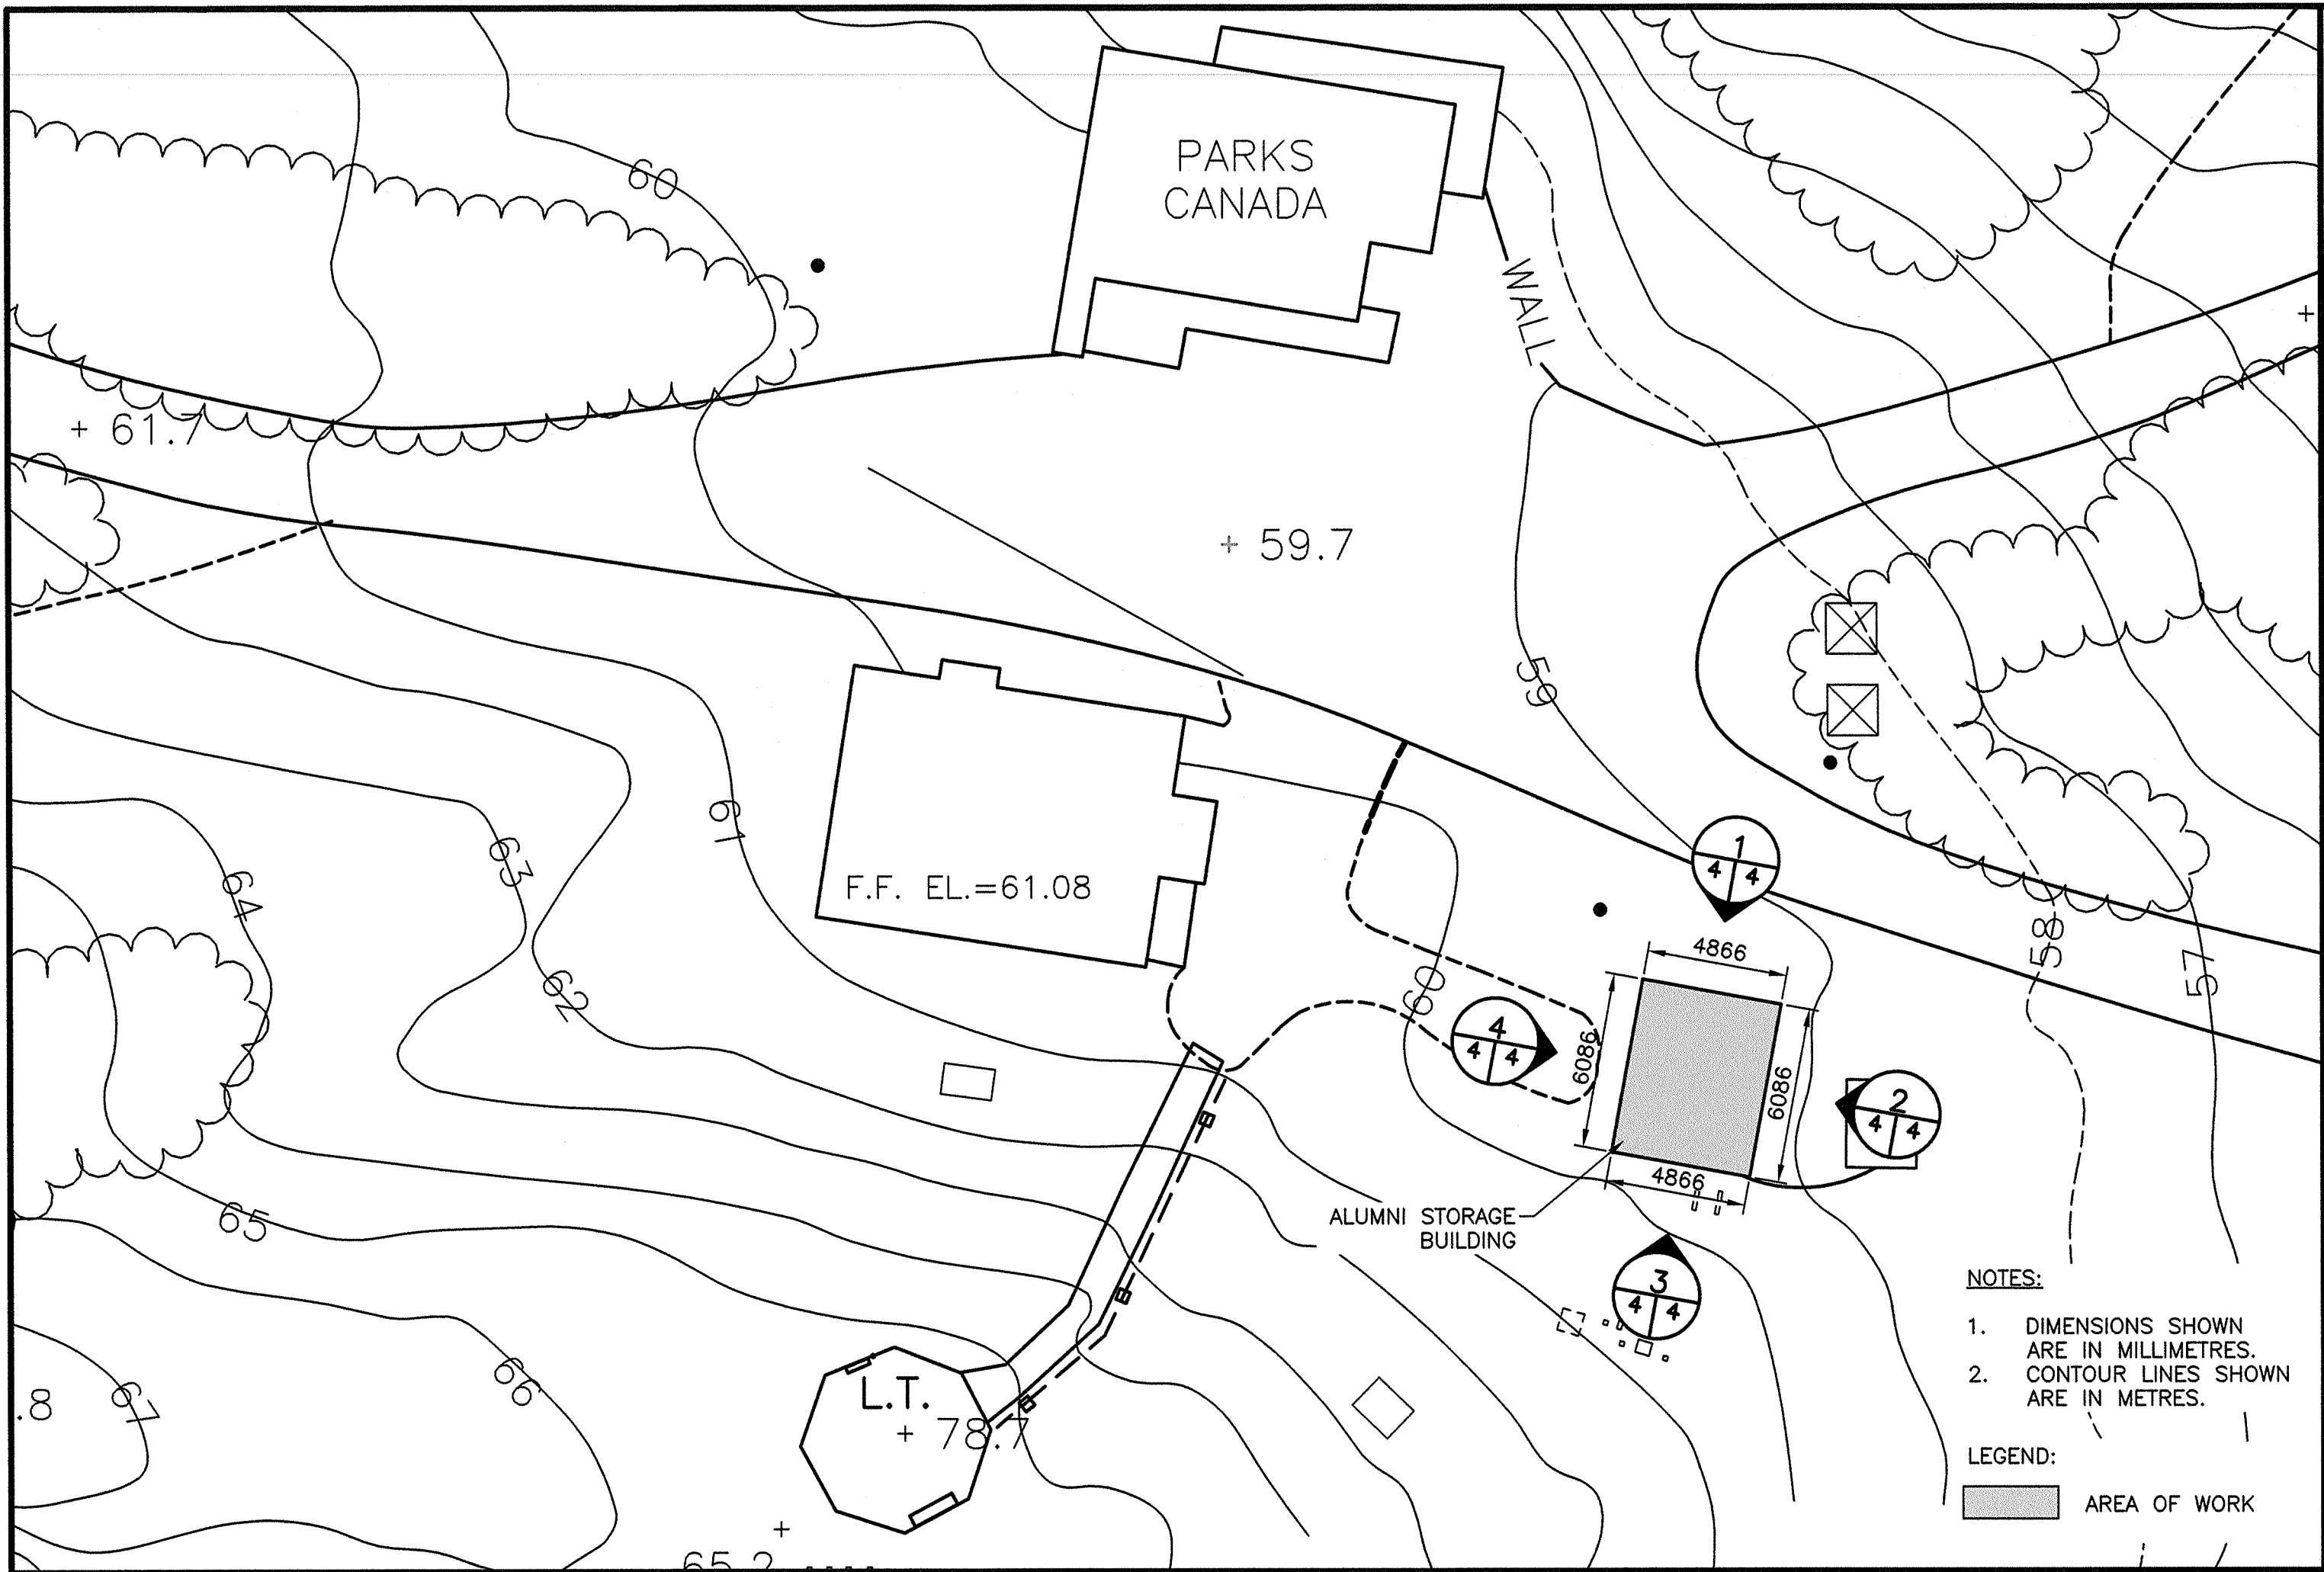 PARKS
CANADA
60
WALL
+ 61.7
+ 59.7
59
61
63
64
F.F. EL.=61.08
1
4 4
4866
58
57
60
62
4
4 4
6086
6086
2
4 4
4866
ALUMNI STORAGE
BUILDING
65
3
4 4
NOTES:
1. DIMENSIONS SHOWN
ARE IN MILLIMETRES.
2. CONTOUR LINES SHOWN
ARE IN METRES.
66
67
.8
L.T.
+ 78.7
LEGEND:
AREA OF WORK
65.2